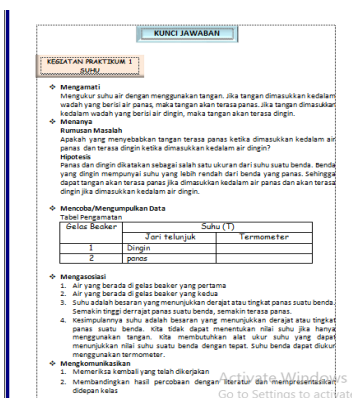 KUNCI JAWABAN
KEGIATAN PRAKTIKUM 1
SUHU
❖ Mengamati
Mengukur suhu air dengan menggunakan tangan. Jika tangan dimasukkan kedalam
wadah yang berisi air panas, maka tangan akan terasa panas. Jika tangan dimasukkan
kedalam wadah yang berisi air dingin, maka tangan akan terasa dingin.
❖ Menanya
Rumusan Masalah
Apakah yang menyebabkan tangan terasa panas ketika dimasukkan kedalam air
panas dan terasa dingin ketika dimasukkan kedalam air dingin?
Hipotesis
Panas dan dingin dikatakan sebagai salah satu ukuran dari suhu suatu benda. Benda
yang dingin mempunyai suhu yang lebih rendah dari benda yang panas. Sehingga
dapat tangan akan terasa panas jika dimasukkan kedalam air panas dan akan terasa
dingin jika dimasukkan kedalam air dingin.
❖ Mencoba/Mengumpulkan Data
Tabel Pengamatan
Gelas Beaker Suhu (T)
Jari telunjuk Termometer
1 Dingin
2 panas
❖ Mengasosiasi
1. Air yang berada di gelas beaker yang pertama
2. Air yang berada di gelas beaker yang kedua
3. Suhu adalah besaran yang menunjukkan derajat atau tingkat panas suatu benda.
Semakin tinggi derrajat panas suatu benda, semakin terasa panas.
4. Kesimpulannya suhu adalah besaran yang menunjukkan derajat atau tingkat
panas suatu benda. Kita tidak dapat menentukan nilai suhu jika hanya
menggunakan tangan. Kita membutuhkan alat ukur suhu yang dapat
menunjukkan nilai suhu suatu benda dengan tepat. Suhu benda dapat diukur
menggunakan termometer.
❖ Mengkomunikasikan
1. Memeriksa kembali yang telah dikerjakan
2. Membandingkan hasil percobaan dengan literatur dan mempresentasikan
didepan kelas
Activate Windows
Go to Settings to activate